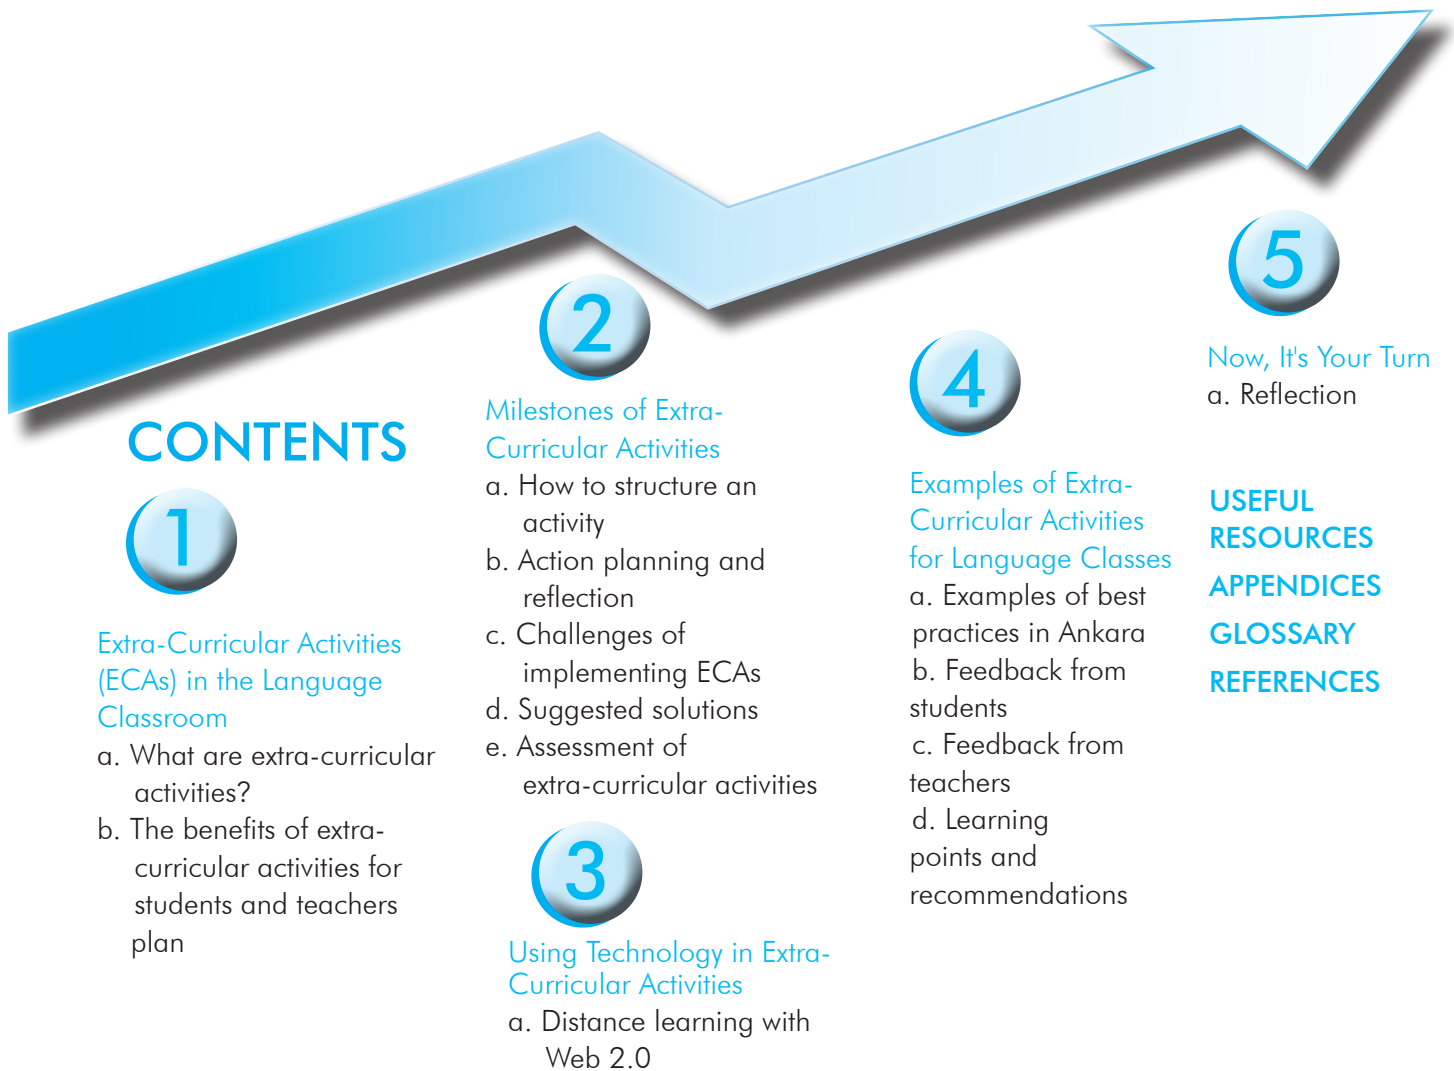 CONTENTS
1
Extra-Curricular Activities
(ECAs) in the Language
Classroom
a. What are extra-curricular
activities?
b. The benefits of extra-
curricular activities for
students and teachers
plan
2
Milestones of Extra-
Curricular Activities
a. How to structure an
activity
b. Action planning and
reflection
c. Challenges of
implementing ECAs
d. Suggested solutions
e. Assessment of
extra-curricular activities
3
Using Technology in Extra-
Curricular Activities
a. Distance learning with
Web 2.0
4
Examples of Extra-
Curricular Activities
for Language Classes
a. Examples of best
practices in Ankara
b. Feedback from
students
c. Feedback from
teachers
d. Learning
points and
recommendations
5
Now, It's Your Turn
a. Reflection
USEFUL
RESOURCES
APPENDICES
GLOSSARY
REFERENCES